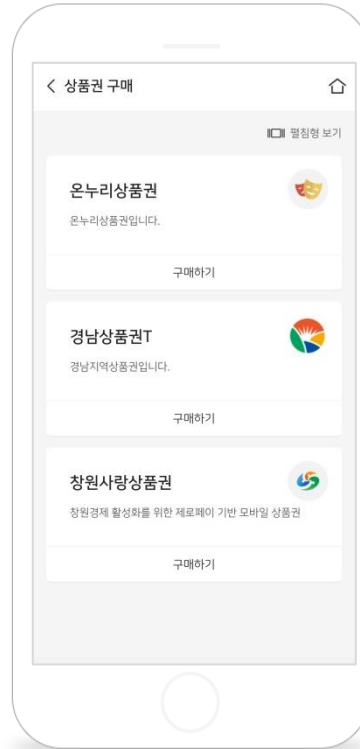 상품권 구매
펼침형 보기
온누리상품권
온누리상품권입니다.
구매하기
경남상품권T
경남지역상품권입니다.
구매하기
창원사랑상품권
창원경제 활성화를 위한 제로페이 기반 모바일 상품권
구매하기